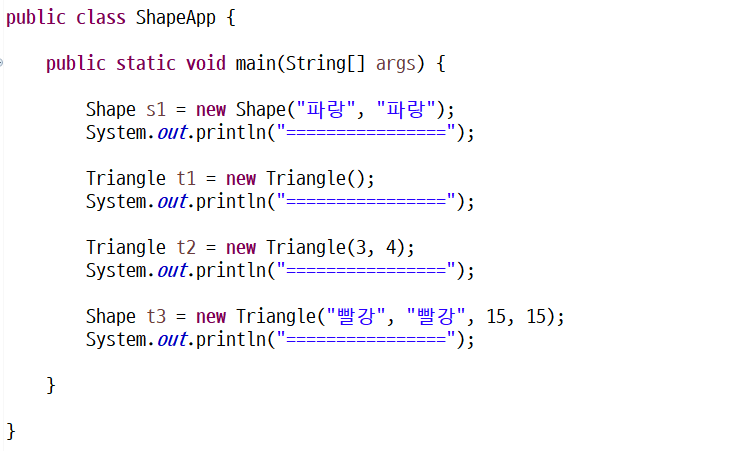 public class ShapeApp {
public static void main(String[] args) {
Shape s1 = new Shape("파랑", "파랑");
System.out.println("================");
Triangle t1 = new Triangle();
System.out.println("================");
Triangle t2 = new Triangle(3, 4);
System.out.println("================");
Shape t3 = new Triangle("빨강", "빨강", 15, 15);
System.out.println("================");
}
}